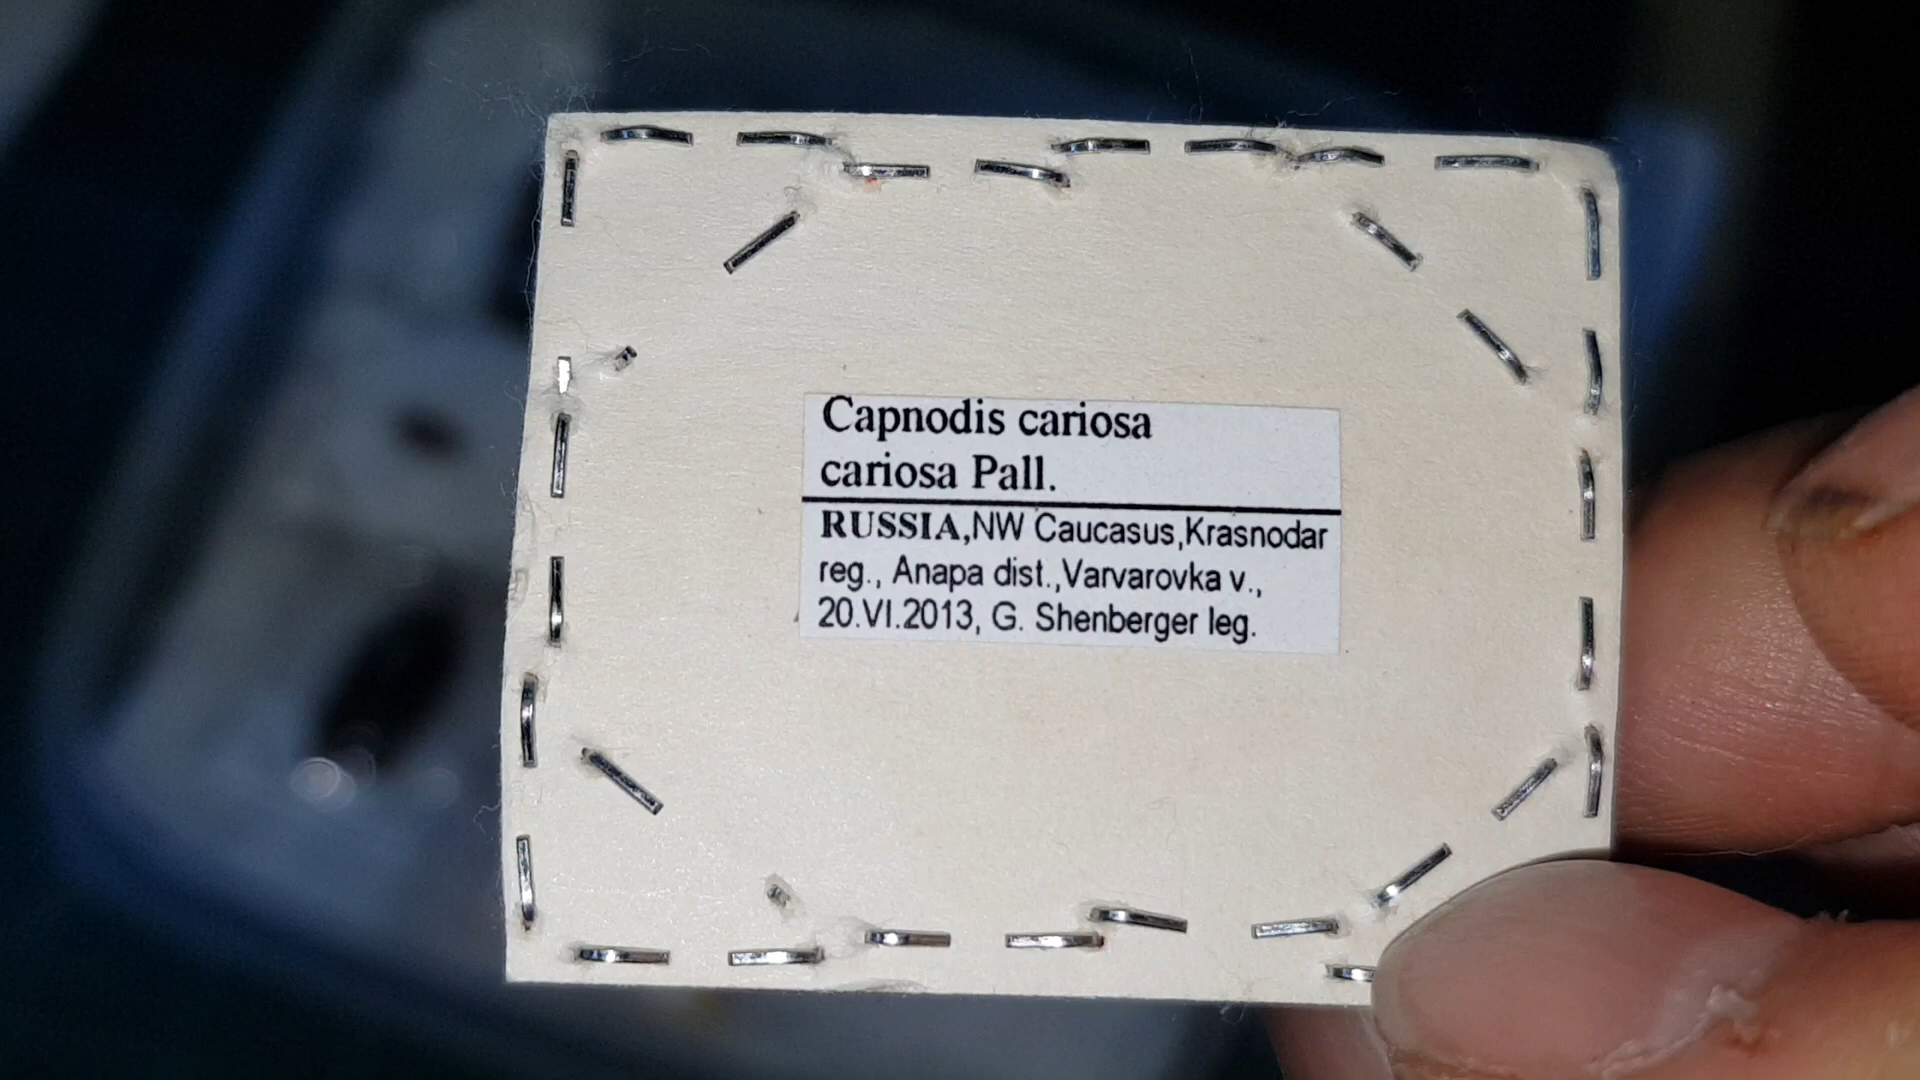 Capnodis cariosa
cariosa Pall.
RUSSIA,NW Caucasus,Krasnodar
reg., Anapa dist.,Varvarovka v.,
20.VI.2013, G. Shenberger leg.